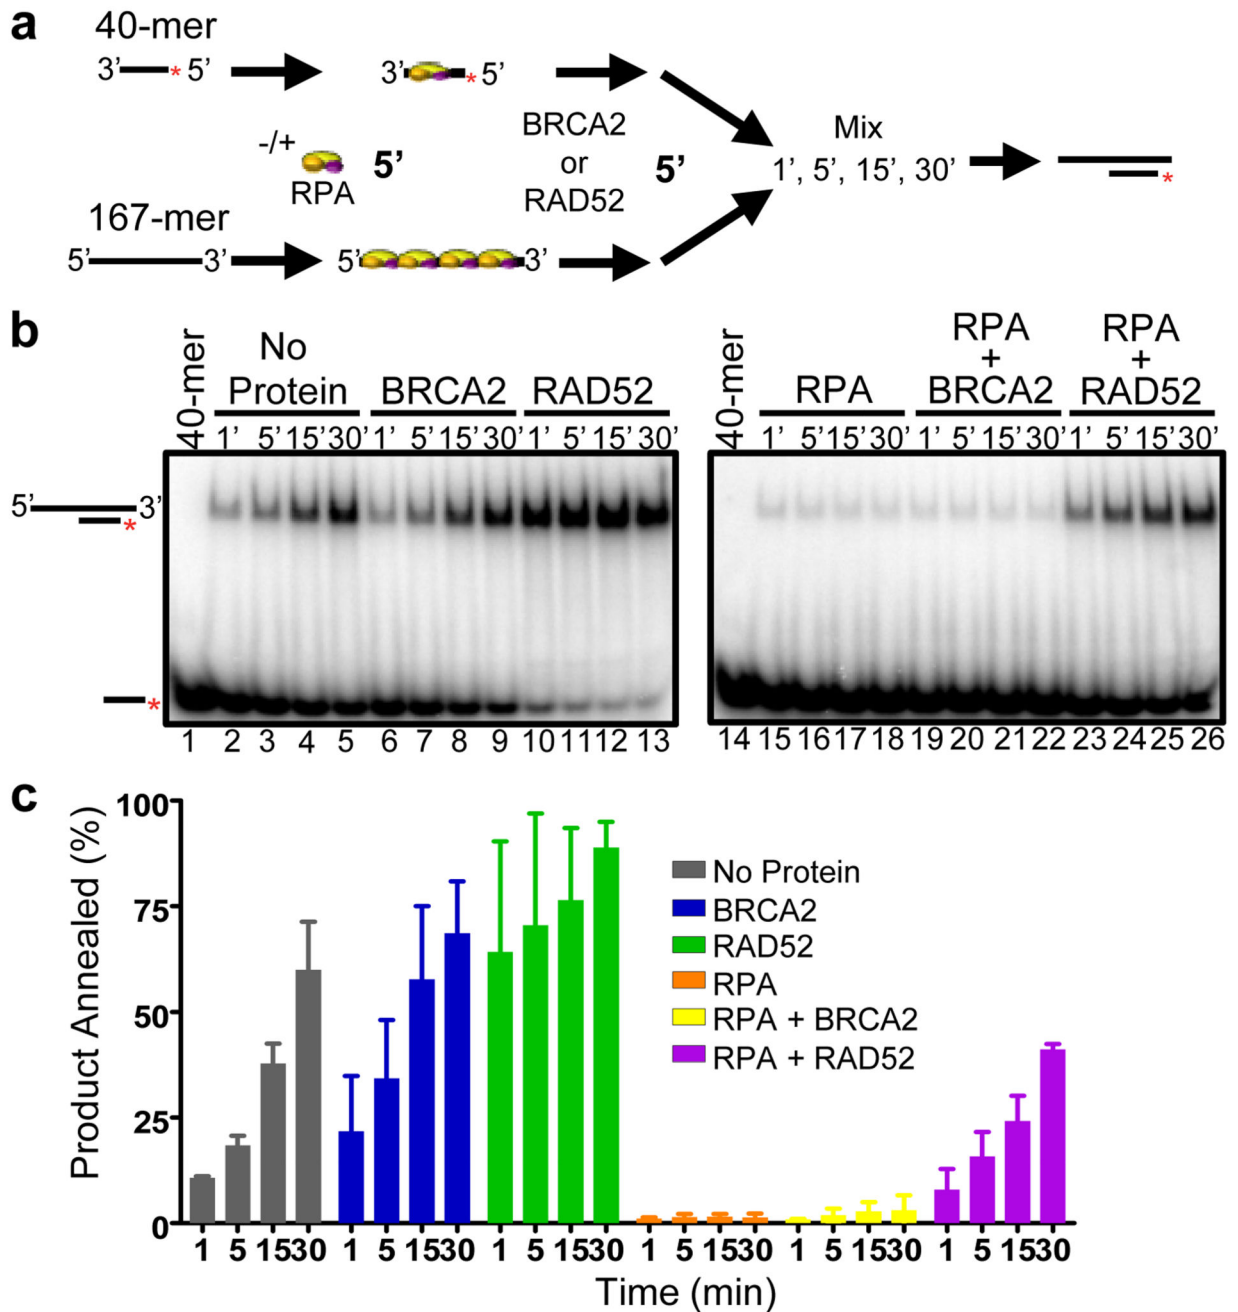 a
40-mer
3' * 5'
3' * 5'
-/+
RPA
5'
BRCA2
or
RAD52
5'
Mix
1', 5', 15', 30'
*
167-mer
5' 3'
5' 3'
b
40-mer
No
Protein
BRCA2
RAD52
1' 5' 15' 30' 1' 5' 15' 30' 1' 5' 15' 30'
40-mer
RPA
RPA
+
BRCA2
RPA
+
RAD52
1' 5' 15' 30' 1' 5' 15' 30' 1' 5' 15' 30'
5' 3'
*
*
1 2 3 4 5 6 7 8 9 10 11 12 13
14 15 16 17 18 19 20 21 22 23 24 25 26
c
Product Annealed (%)
100
75
50
25
0
No Protein
BRCA2
RAD52
RPA
RPA + BRCA2
RPA + RAD52
1 5 15 30 1 5 15 30 1 5 15 30 1 5 15 30 1 5 15 30 1 5 15 30
Time (min)